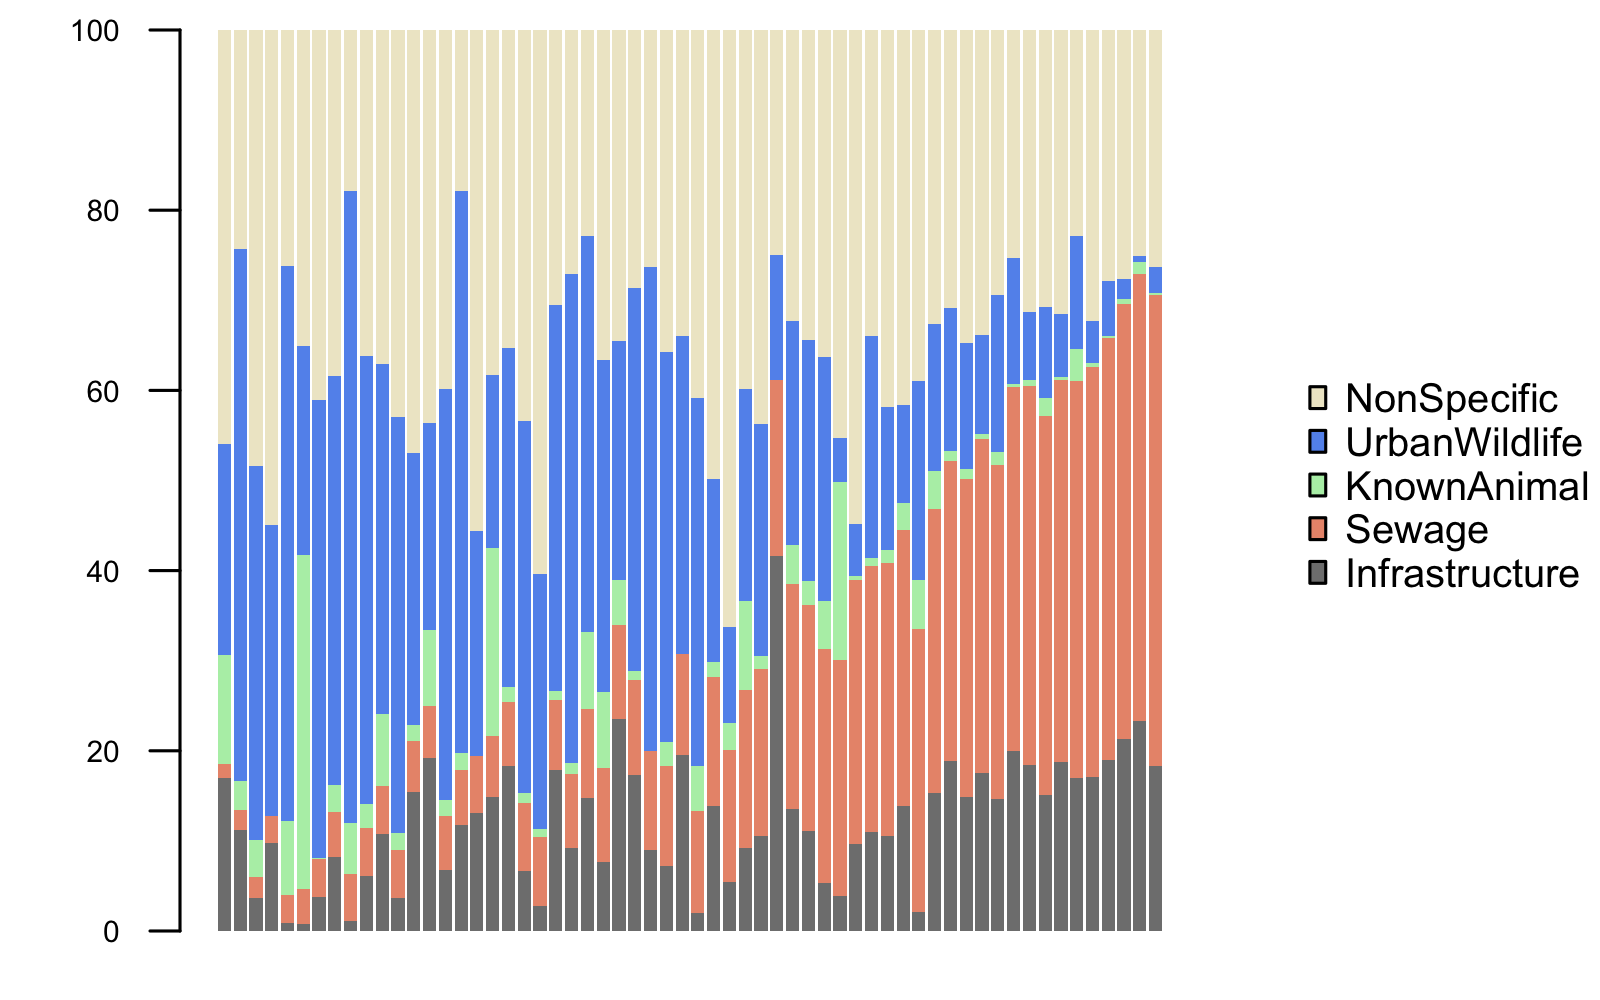 100
80
60
40
20
0
NonSpecific
UrbanWildlife
KnownAnimal
Sewage
Infrastructure